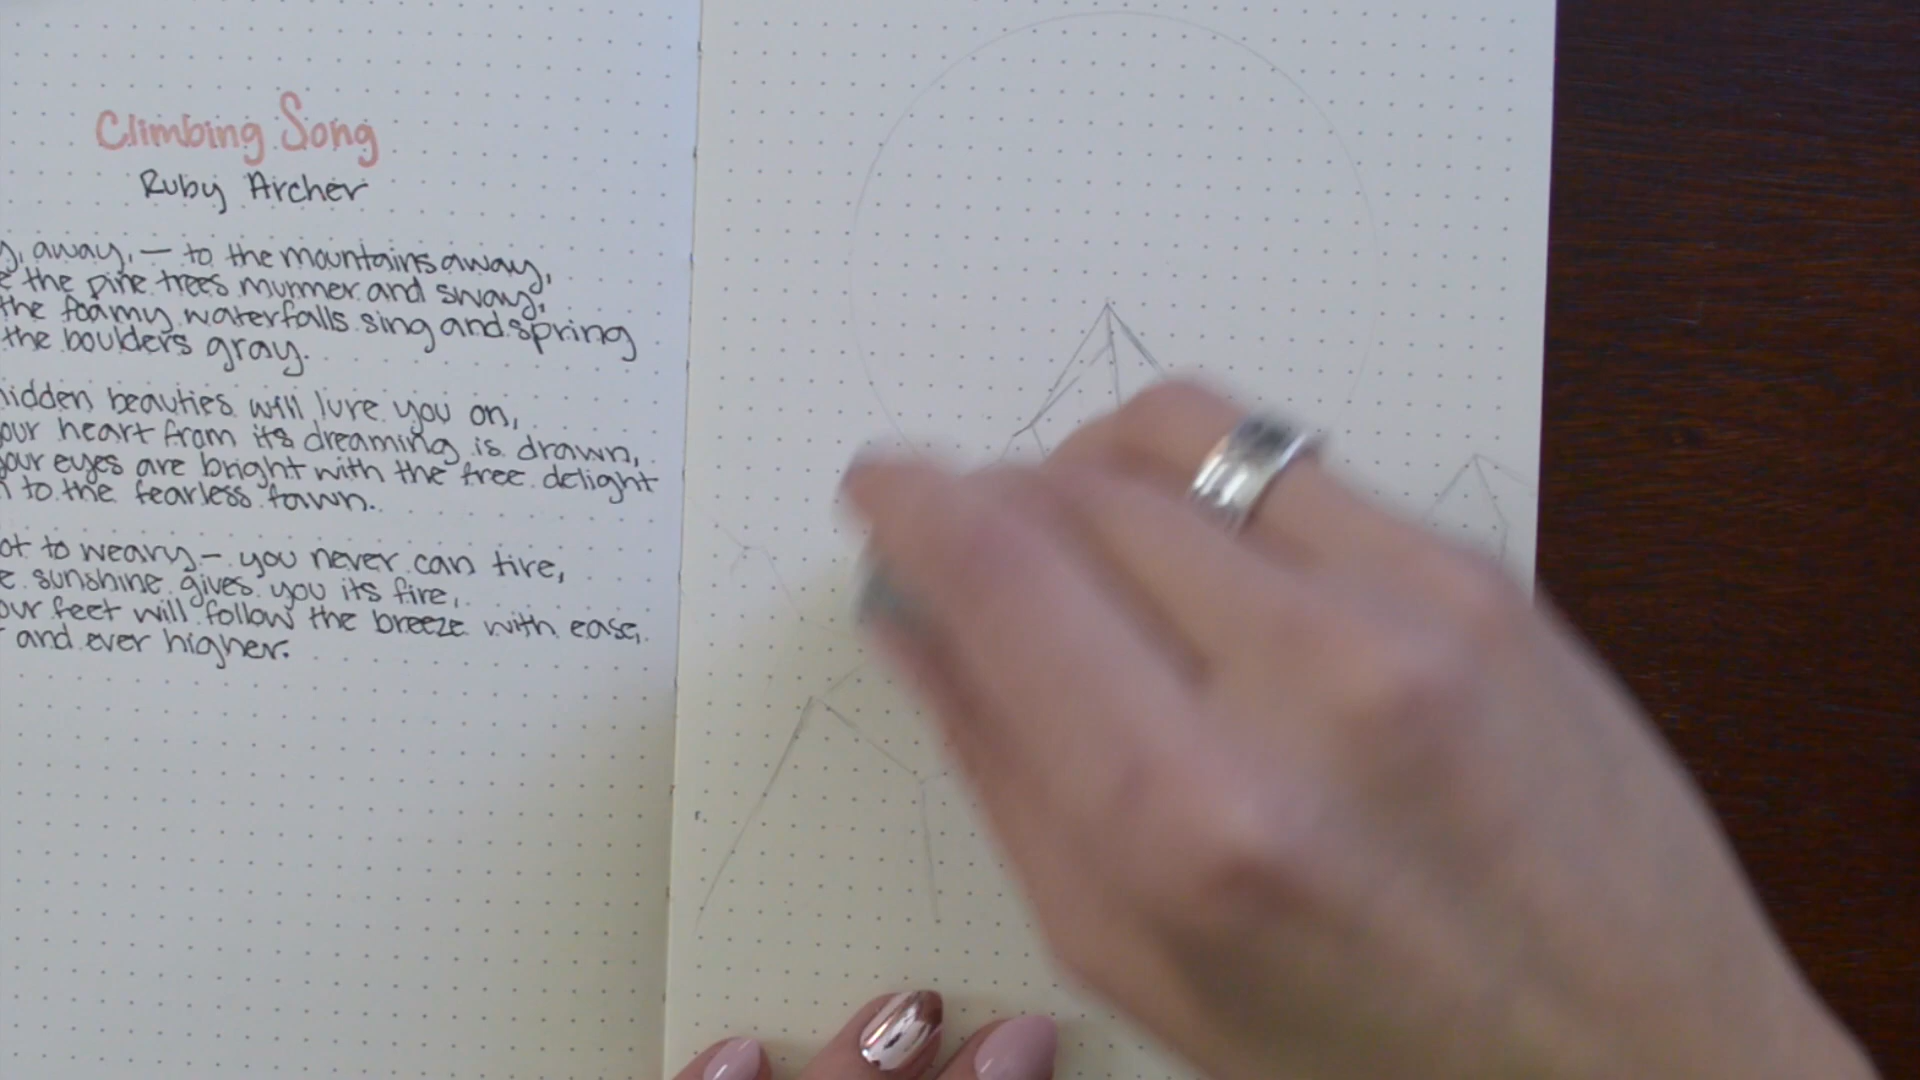 Climbing Song
Ruby Archer
away, — to the mountains away,
the pine trees murmer and sway,
the foamy waterfalls sing and spring
the boulders gray.
hidden beauties will lure you on,
our heart from its dreaming is drawn,
your eyes are bright with the free delight
to the fearless fawn.
to weary — you never can tire,
sunshine gives you its fire,
our feet will follow the breeze with ease,
and ever higher.